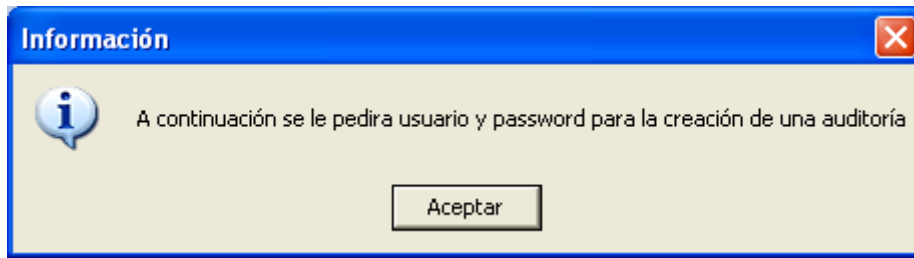 Información
A continuación se le pedira usuario y password para la creación de una auditoría
Aceptar